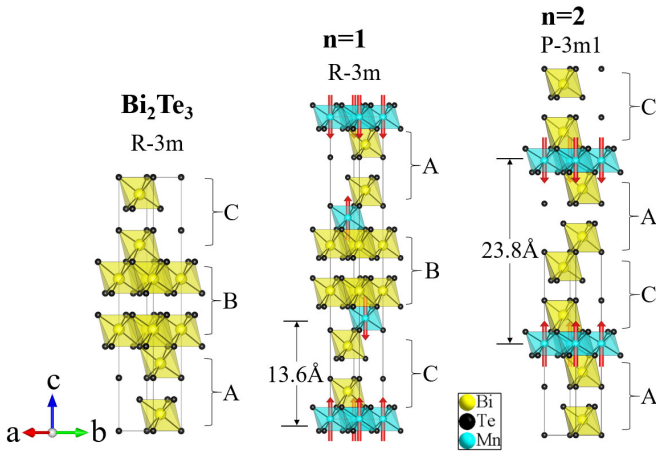 Bi₂Te₃
R-3m
C
B
A
c
a
b
n=1
R-3m
A
B
C
13.6Å
n=2
P-3m1
C
A
C
A
23.8Å
Bi
Te
Mn